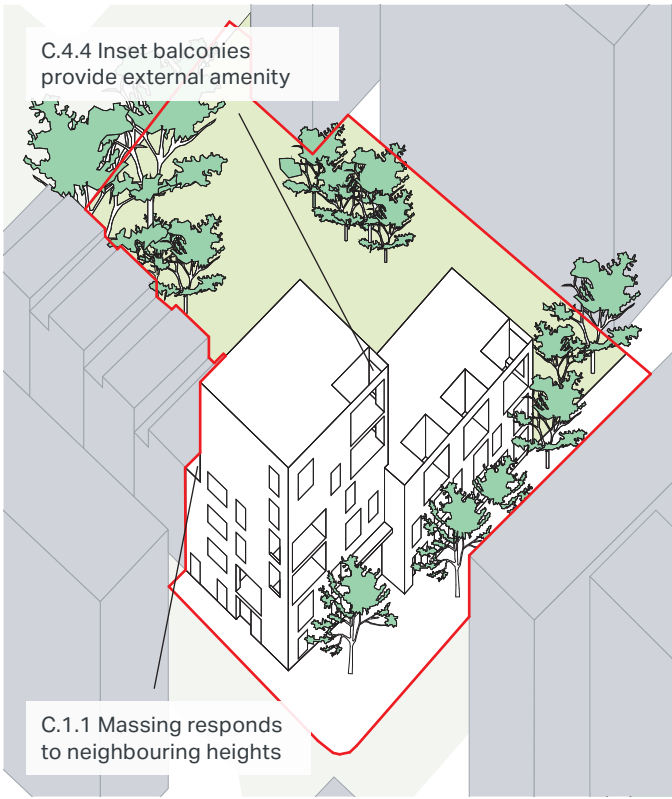 C.4.4 Inset balconies
provide external amenity
C.1.1 Massing responds
to neighbouring heights